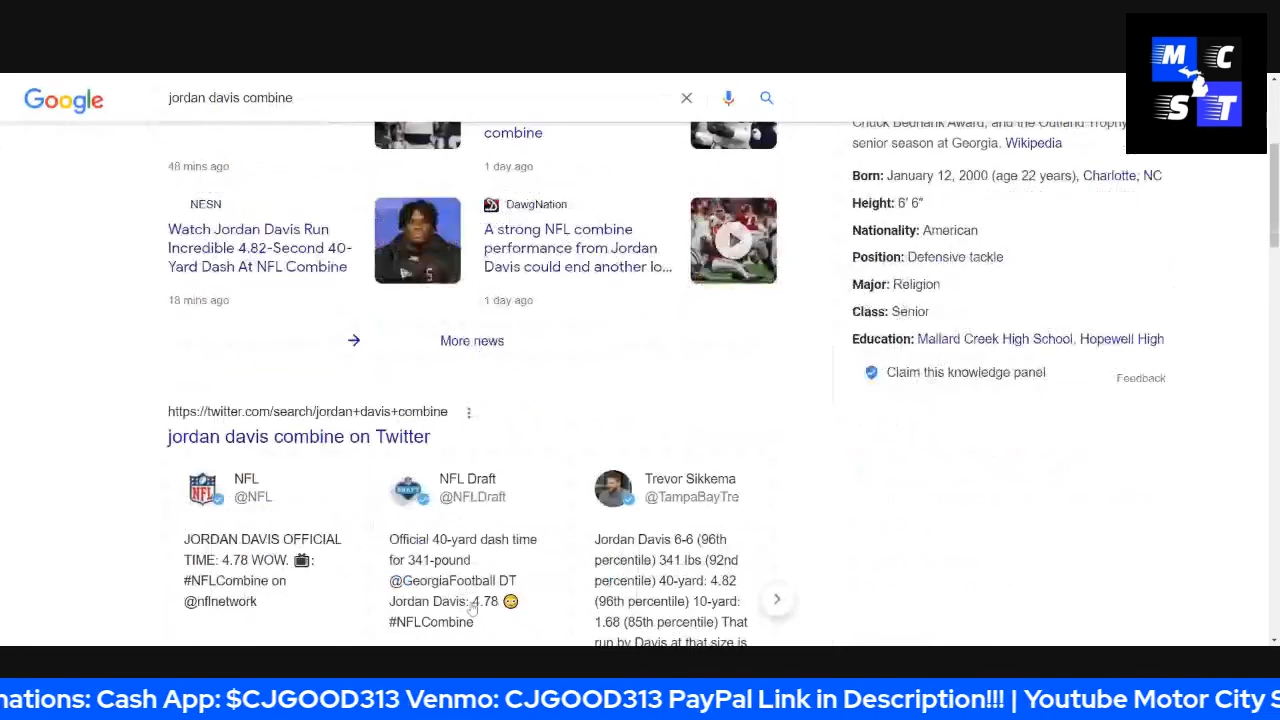 M C
S T
Google
jordan davis combine
combine
48 mins ago
1 day ago
NESN
Watch Jordan Davis Run
Incredible 4.82-Second 40-
Yard Dash At NFL Combine
18 mins ago
DawgNation
A strong NFL combine
performance from Jordan
Davis could end another lo...
1 day ago
More news
Chuck Bednarik Award, and the Outland Trophy
senior season at Georgia. Wikipedia
Born: January 12, 2000 (age 22 years), Charlotte, NC
Height: 6′ 6″
Nationality: American
Position: Defensive tackle
Major: Religion
Class: Senior
Education: Mallard Creek High School, Hopewell High
Claim this knowledge panel
Feedback
https://twitter.com/search/jordan+davis+combine
jordan davis combine on Twitter
NFL
@NFL
JORDAN DAVIS OFFICIAL
TIME: 4.78 WOW. 📺:
#NFLCombine on
@nflnetwork
DRAFT
NFL Draft
@NFLDraft
Official 40-yard dash time
for 341-pound
@GeorgiaFootball DT
Jordan Davis: 4.78 😳
#NFLCombine
Trevor Sikkema
@TampaBayTre
Jordan Davis 6-6 (96th
percentile) 341 lbs (92nd
percentile) 40-yard: 4.82
(96th percentile) 10-yard:
1.68 (85th percentile) That
run by Davis at that size is
nations: Cash App: $CJGOOD313 Venmo: CJGOOD313 PayPal Link in Description!!! | Youtube Motor City S